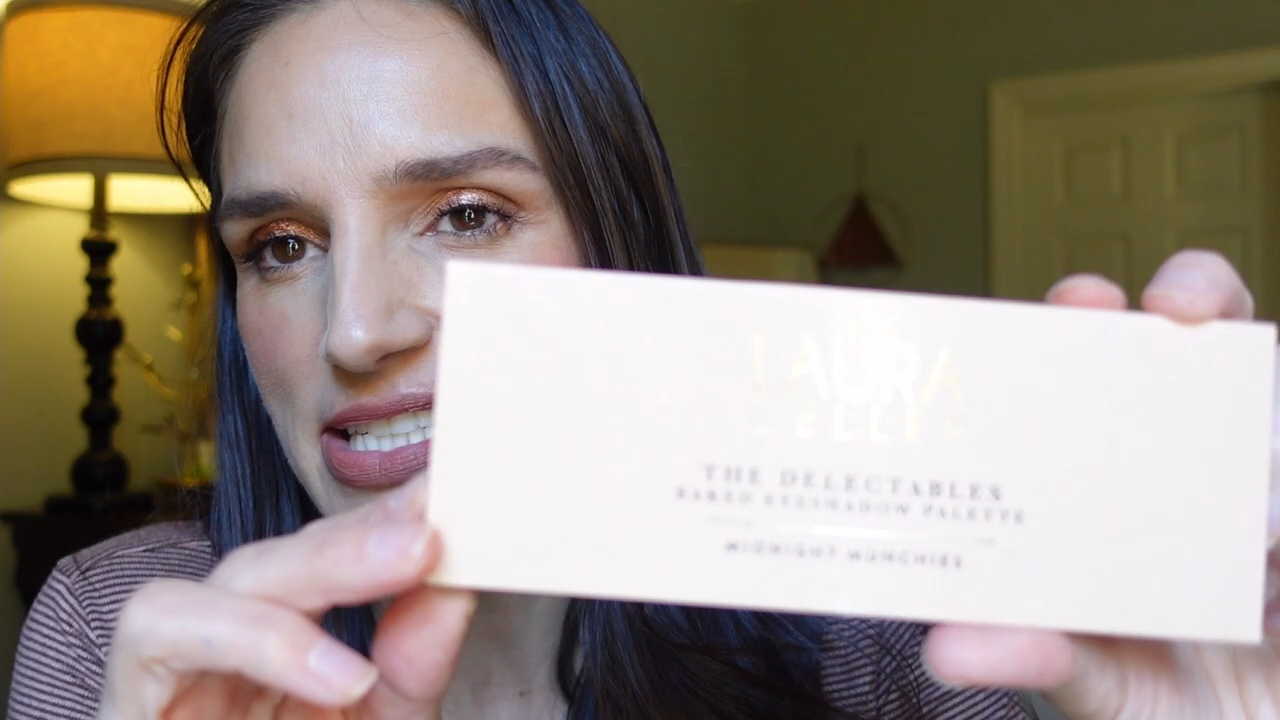 LAURA
GELLER
THE DELECTABLES
BAKED EYESHADOW PALETTE
MIDNIGHT MUNCHIES